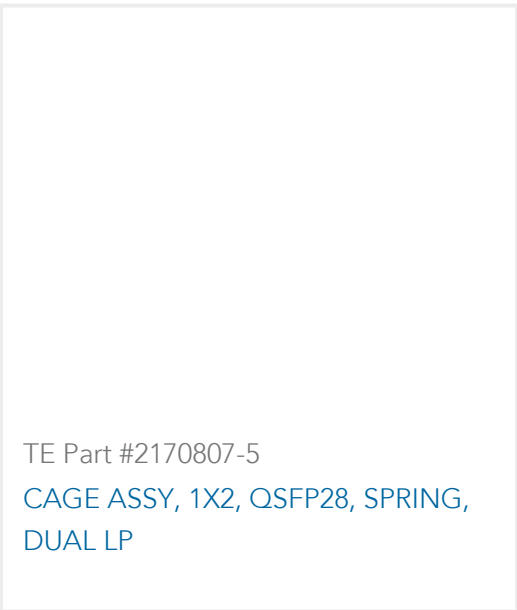 TE Part #2170807-5
CAGE ASSY, 1X2, QSFP28, SPRING,
DUAL LP